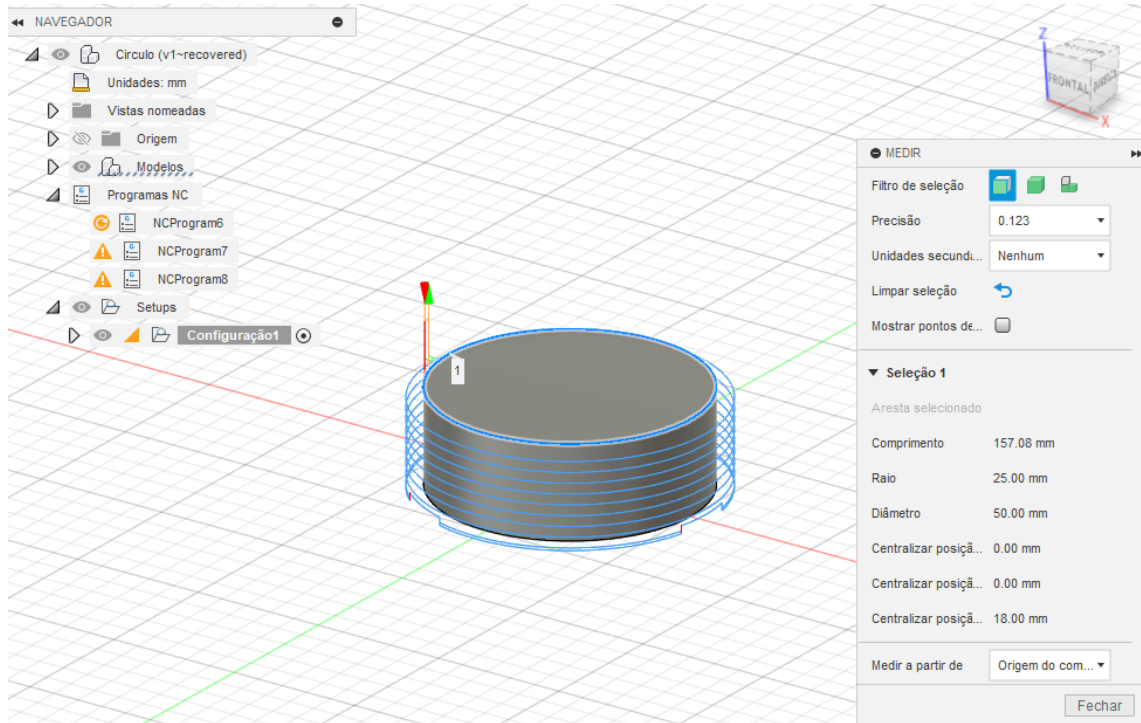 NAVEGADOR
Circulo (v1~recovered)
Unidades: mm
Vistas nomeadas
Origem
Modelos
Programas NC
NCProgram6
NCProgram7
NCProgram8
Setups
Configuração1
1
Z
FRONTAL
X
MEDIR
Filtro de seleção
Precisão 0.123
Unidades secundi... Nenhum
Limpar seleção
Mostrar pontos de...
Seleção 1
Aresta selecionado
Comprimento 157.08 mm
Raio 25.00 mm
Diâmetro 50.00 mm
Centralizar posiçã... 0.00 mm
Centralizar posiçã... 0.00 mm
Centralizar posiçã... 18.00 mm
Medir a partir de Origem do com...
Fechar